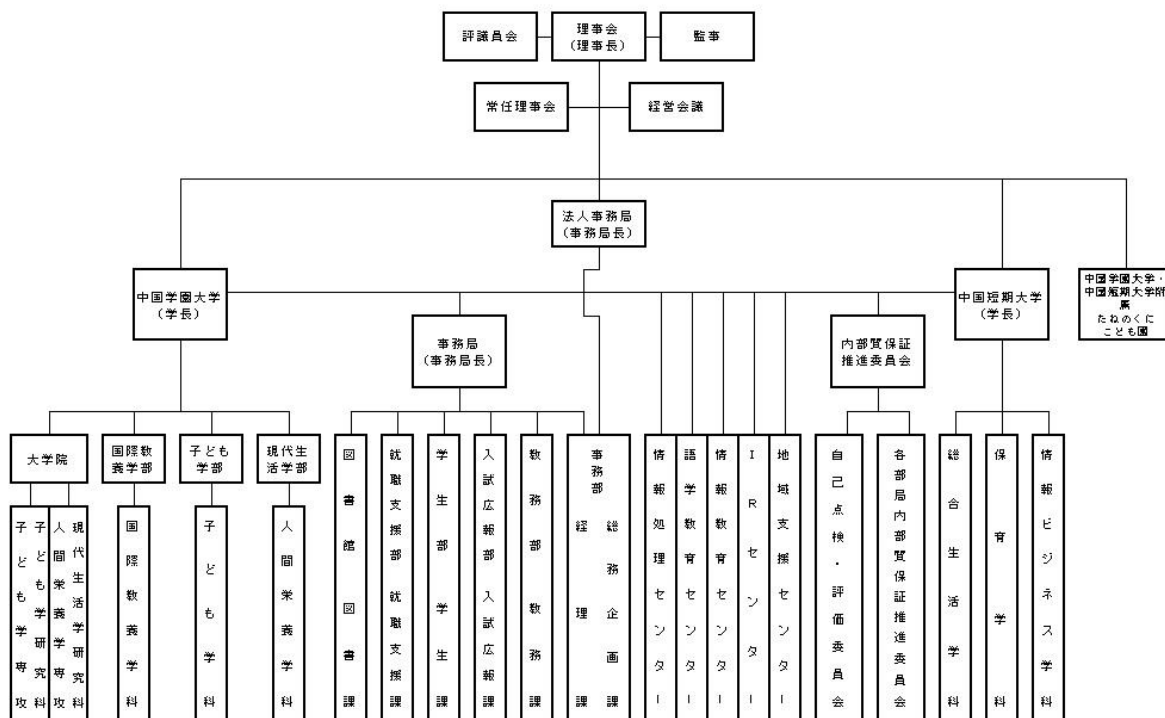 評議員会
理事会
(理事長)
監事
常任理事会
経営会議
法人事務局
(事務局長)
中国学園大学
(学長)
中国短期大学
(学長)
中国学園大学・
中国短期大学附
属
たねのくに
こども園
事務局
(事務局長)
内部質保証
推進委員会
大学院
国際教
養学部
子ども
学部
現代生
活学部
子ども学研究科
子ども学専攻
現代生活学研究科
人間栄養学専攻
国際教養学科
子ども学科
人間栄養学科
図書館 図書課
就職支援部 就職支援課
学生部 学生課
入試広報部 入試広報課
教務部 教務課
事務部
総務企画課
経理課
情報処理センター
語学教育センター
情報教育センター
IRセンター
地域支援センター
自己点検・評価委員会
各部局内部質保証推進委員会
総合生活学科
保育学科
情報ビジネス学科